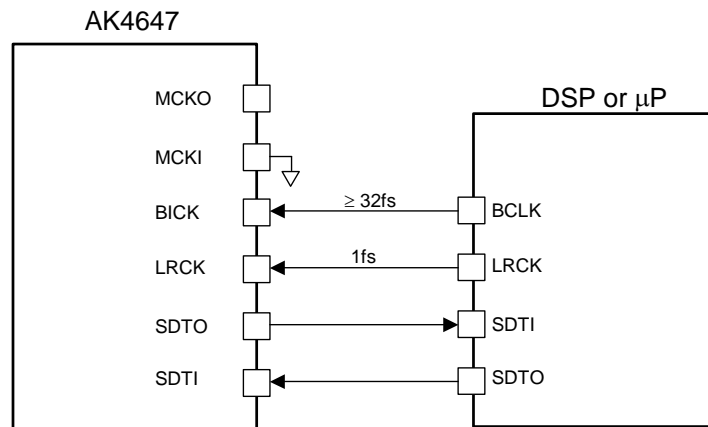 AK4647
DSP or μP
MCKO
MCKI
BICK
≥ 32fs
BCLK
LRCK
1fs
LRCK
SDTO
SDTI
SDTI
SDTO